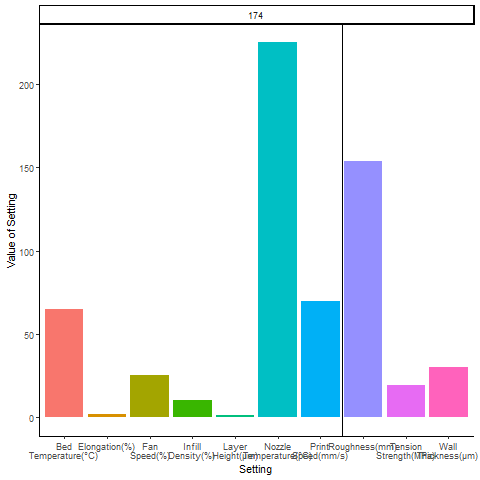 174
Value of Setting
200
150
100
50
0
Bed Elongation(%) Fan Infill Layer Nozzle Print Roughness(mm) Tension Wall
Temperature(°C) Speed(%) Density(%) Height(µm) Temperature(°C) Speed(mm/s) Strength(MPa) Thickness(µm)
Setting